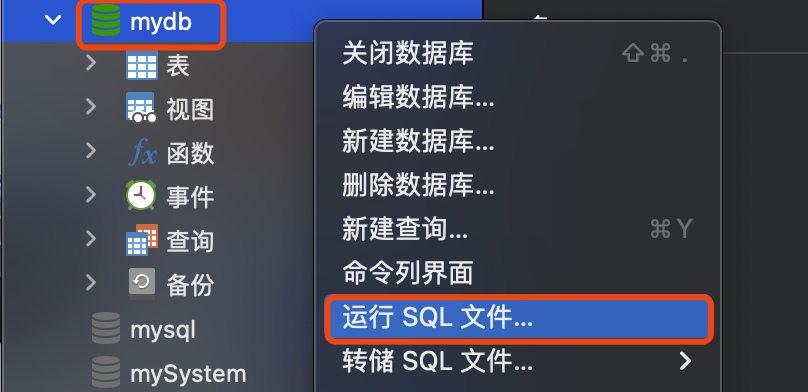 mydb
表
视图
fx 函数
事件
查询
备份
mysql
mySystem
关闭数据库 ⇧⌘ .
编辑数据库...
新建数据库...
删除数据库...
新建查询... ⌘Y
命令列界面
运行 SQL 文件...
转储 SQL 文件...